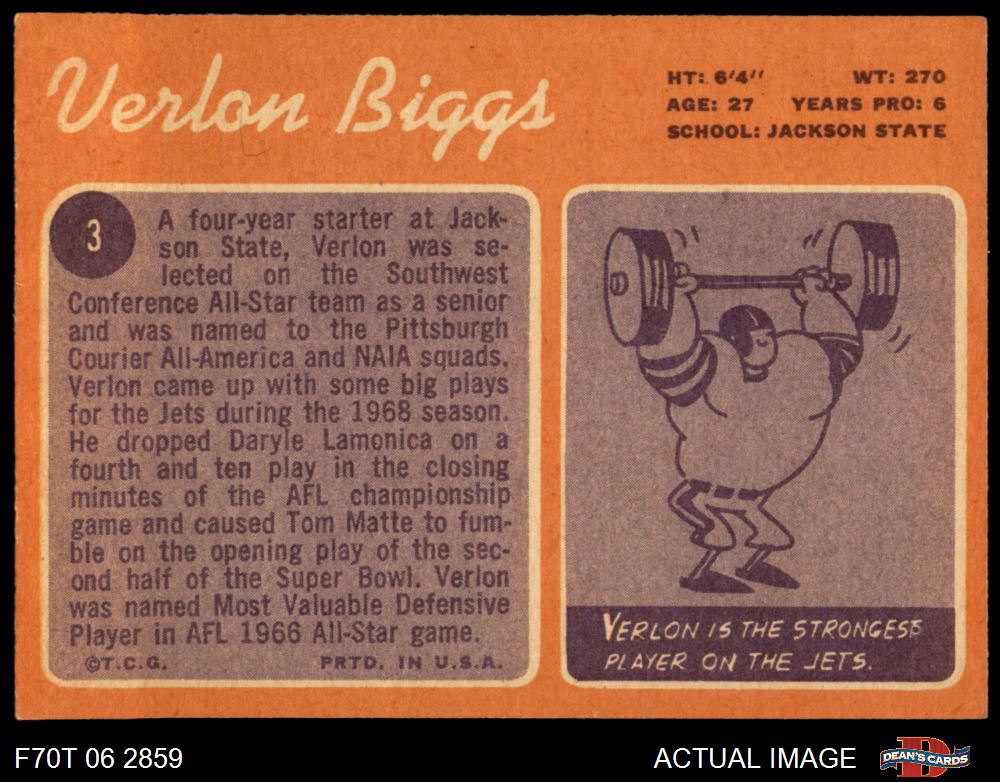 Verlon Biggs
HT: 6'4'' WT: 270
AGE: 27 YEARS PRO: 6
SCHOOL: JACKSON STATE
3
A four-year starter at Jack-
son State, Verlon was se-
lected on the Southwest
Conference All-Star team as a senior
and was named to the Pittsburgh
Courier All-America and NAIA squads.
Verlon came up with some big plays
for the Jets during the 1968 season.
He dropped Daryle Lamonica on a
fourth and ten play in the closing
minutes of the AFL championship
game and caused Tom Matte to fum-
ble on the opening play of the sec-
ond half of the Super Bowl. Verlon
was named Most Valuable Defensive
Player in AFL 1966 All-Star game.
©T.C.G. PRTD. IN U.S.A.
VERLON IS THE STRONGEST
PLAYER ON THE JETS.
F70T 06 2859
ACTUAL IMAGE
DEAN'S CARDS